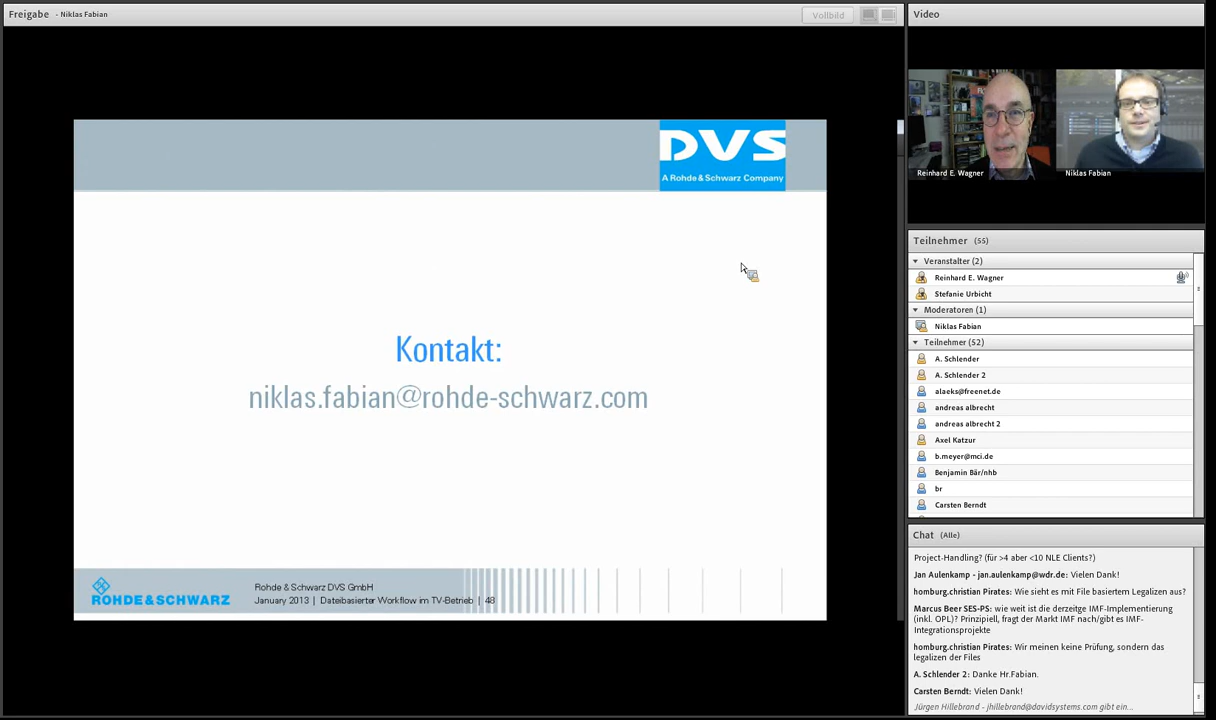 Freigabe - Niklas Fabian
Vollbild
DVS
A Rohde & Schwarz Company
Kontakt:
niklas.fabian@rohde-schwarz.com
ROHDE & SCHWARZ
Rohde & Schwarz DVS GmbH
January 2013 | Dateibasierter Workflow im TV-Betrieb | 48
Video
Reinhard E. Wagner
Niklas Fabian
Teilnehmer (55)
Veranstalter (2)
Reinhard E. Wagner
Stefanie Urbicht
Moderatoren (1)
Niklas Fabian
Teilnehmer (52)
A. Schlender
A. Schlender 2
alaeks@freenet.de
andreas albrecht
andreas albrecht 2
Axel Katzur
b.meyer@mci.de
Benjamin Bär/nhb
br
Carsten Berndt
Chat (Alle)
Project-Handling? (für >4 aber <10 NLE Clients?)
Jan Aulenkamp - jan.aulenkamp@wdr.de: Vielen Dank!
homburg.christian Pirates: Wie sieht es mit File basiertem Legalizen aus?
Marcus Beer SES-PS: wie weit ist die derzeitge IMF-Implementierung
(inkl. OPL)? Prinzipiell, fragt der Markt IMF nach/gibt es IMF-
Integrationsprojekte
homburg.christian Pirates: Wir meinen keine Prüfung, sondern das
legalizen der Files
A. Schlender 2: Danke Hr.Fabian.
Carsten Berndt: Vielen Dank!
Jürgen Hillebrand - jhillebrand@davidsystems.com gibt ein...